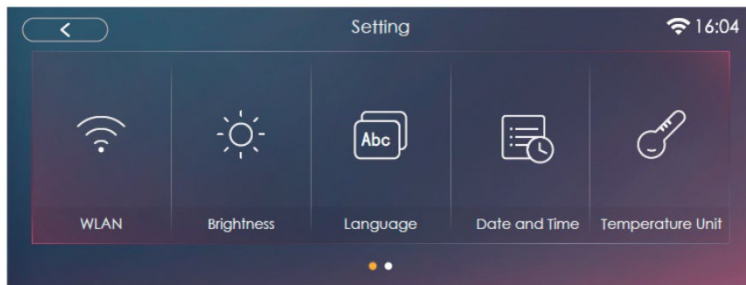 Setting
16:04
Abc
WLAN
Brightness
Language
Date and Time
Temperature Unit